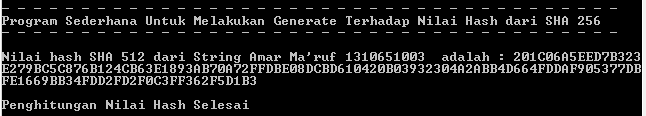 - - - - - - - - - - - - - - - - - - - - - - - - - - - - - - - - - - - - - - -
Program Sederhana Untuk Melakukan Generate Terhadap Nilai Hash dari SHA 256
- - - - - - - - - - - - - - - - - - - - - - - - - - - - - - - - - - - - - - -
Nilai hash SHA 512 dari String Amar Ma'ruf 1310651003  adalah : 201C06A5EED7B323
E279BC5C876B124CB63E1893AB70A72FFDBE08DCBD610420B03932304A2ABB4D664FDDAF905377DB
FE1669BB34FDD2FD2F0C3FF362F5D1B3
Penghitungan Nilai Hash Selesai